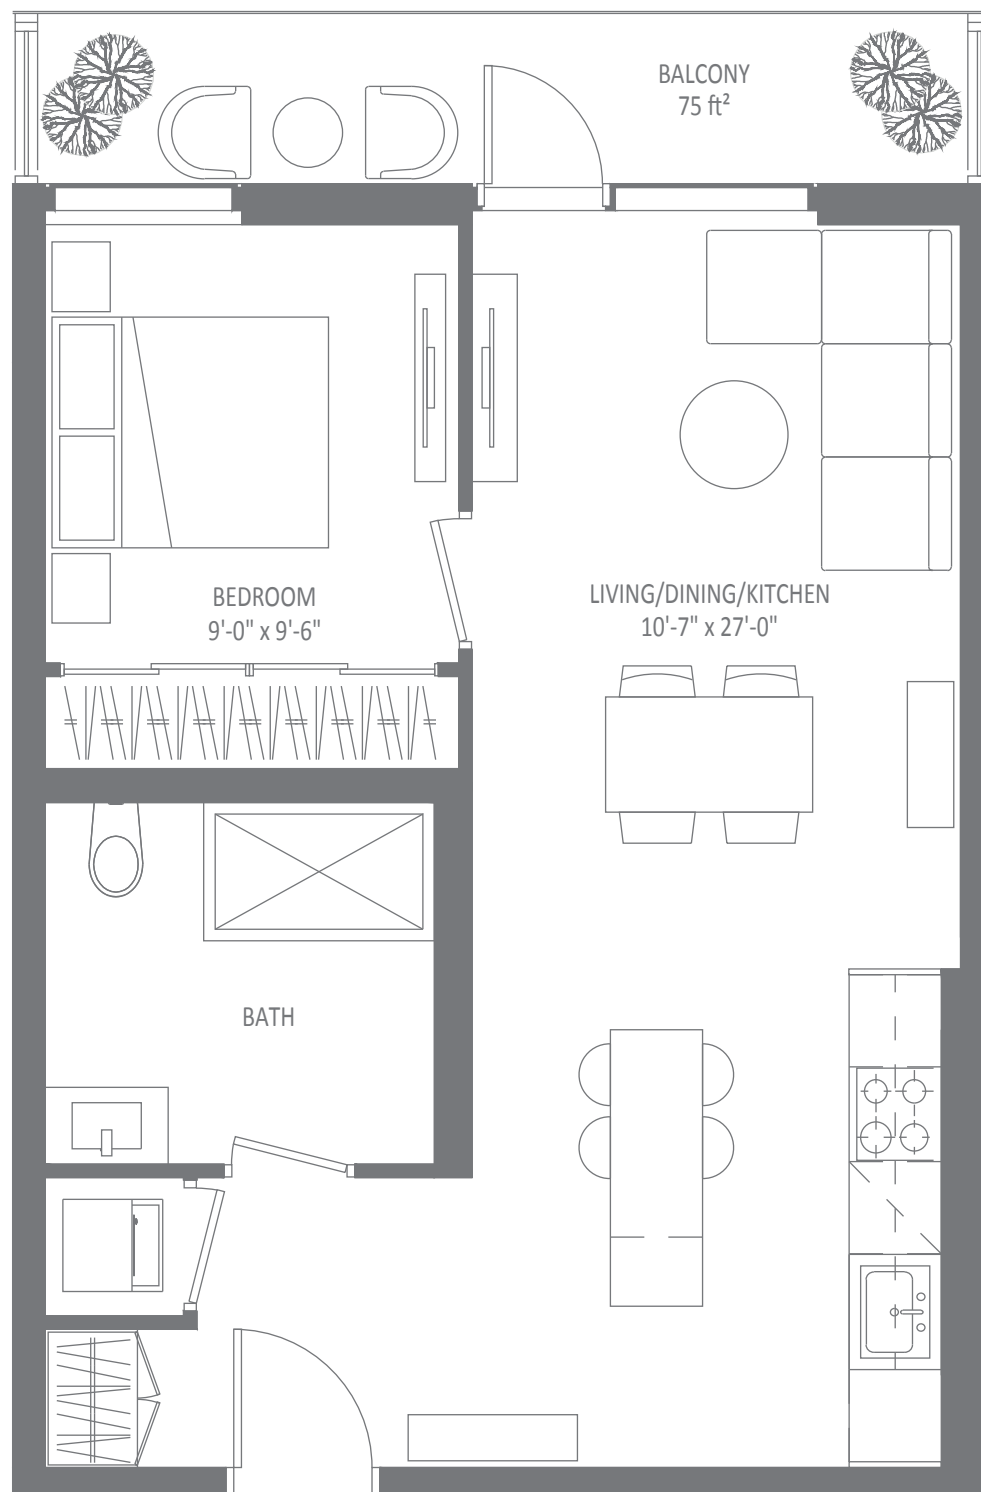 BALCONY
75 ft²
BEDROOM
9'-0" x 9'-6"
LIVING/DINING/KITCHEN
10'-7" x 27'-0"
BATH